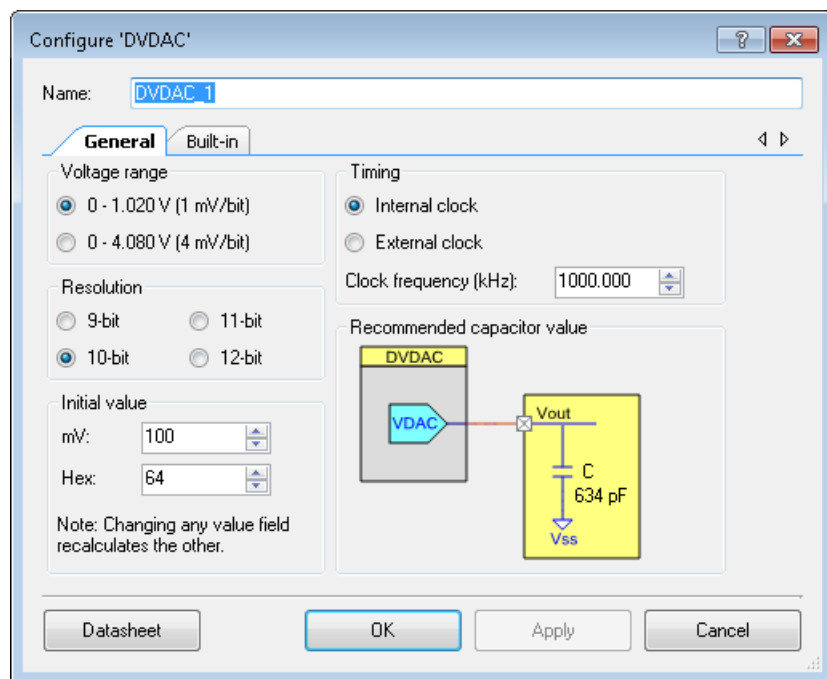 Configure 'DVDAC'
Name: DVDAC_1
General Built-in
Voltage range
0 - 1.020 V (1 mV/bit)
0 - 4.080 V (4 mV/bit)
Resolution
9-bit 11-bit
10-bit 12-bit
Initial value
mV: 100
Hex: 64
Note: Changing any value field
recalculates the other.
Timing
Internal clock
External clock
Clock frequency (kHz): 1000.000
Recommended capacitor value
DVDAC
VDAC
Vout
C
634 pF
Vss
Datasheet OK Apply Cancel